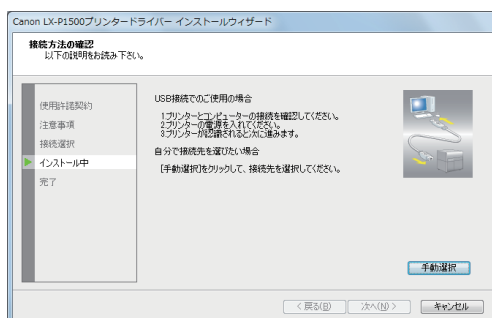 Canon LX-P1500プリンタードライバー インストールウィザード
接続方法の確認
以下の説明をお読み下さい。
使用許諾契約
注意事項
接続選択
インストール中
完了
USB接続でのご使用の場合
1.プリンターとコンピューターの接続を確認してください。
2.プリンターの電源を入れてください。
3.プリンターが認識されると次に進みます。
自分で接続先を選びたい場合
[手動選択]をクリックして、接続先を選択してください。
手動選択
< 戻る(B)
次へ(N) >
キャンセル